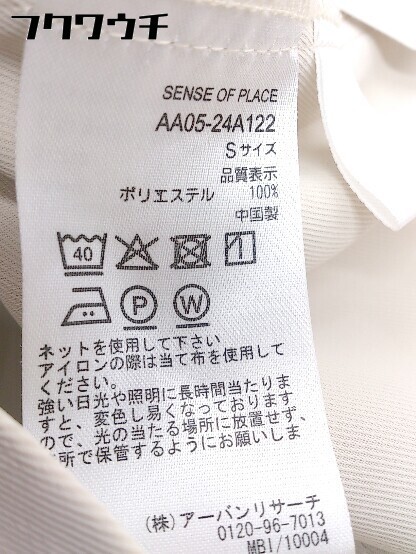 フクワウチ
SENSE OF PLACE
AA05-24A122
Sサイズ
品質表示
ポリエステル 100%
中国製
40
P W
ネットを使用して下さい
アイロンの際は当て布を使用して
ください。
強い日光や照明に長時間当たりま
すと、変色し易くなっております
ので、光の当たる場所に放置せず、
所で保管するようにお願いしま
(株)アーバンリサーチ
0120-96-7013
MBI/10004